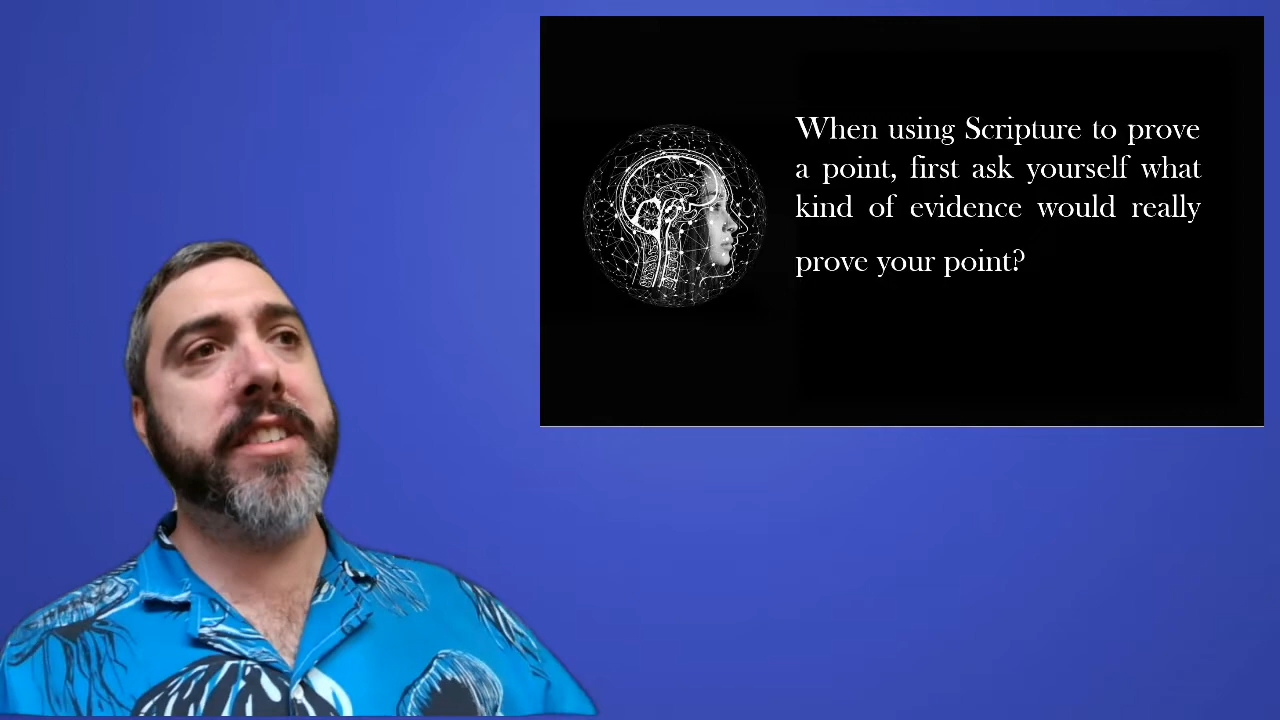 When using Scripture to prove
a point, first ask yourself what
kind of evidence would really
prove your point?